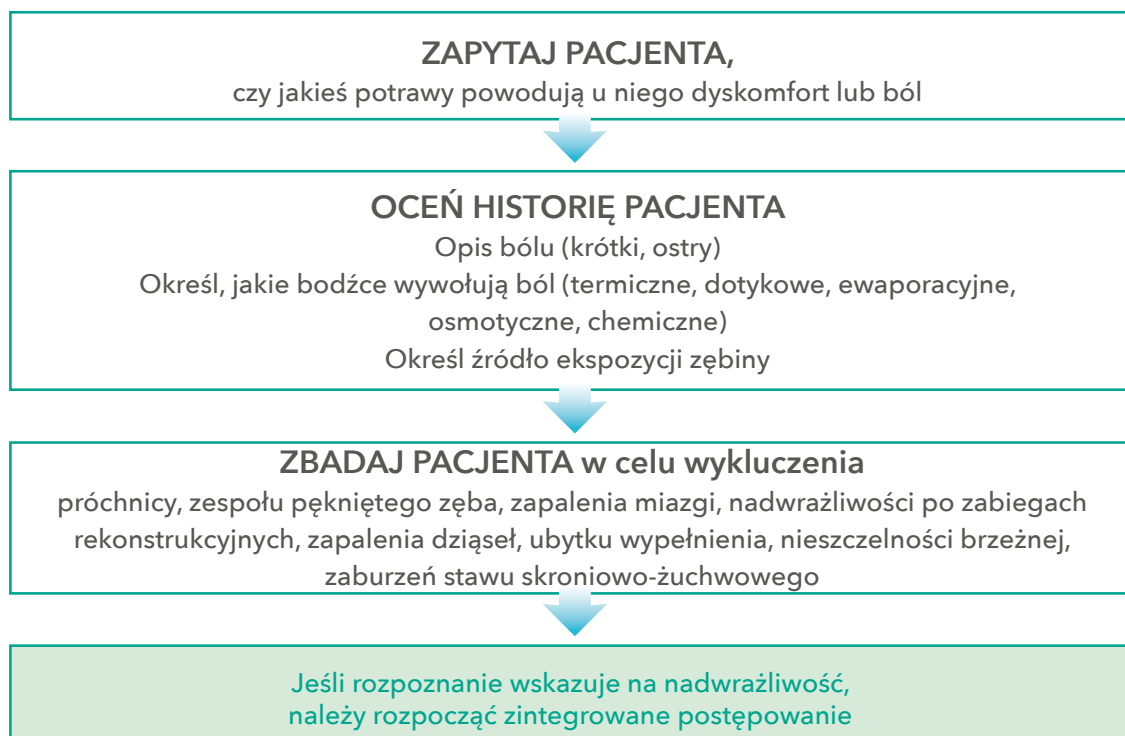 ZAPYTAJ PACJENTA,
czy jakieś potrawy powodują u niego dyskomfort lub ból
OCEŃ HISTORIĘ PACJENTA
Opis bólu (krótki, ostry)
Określ, jakie bodźce wywołują ból (termiczne, dotykowe, ewaporacyjne,
osmotyczne, chemiczne)
Określ źródło ekspozycji zębiny
ZBADAJ PACJENTA w celu wykluczenia
próchnicy, zespołu pękniętego zęba, zapalenia miazgi, nadwrażliwości po zabiegach
rekonstrukcyjnych, zapalenia dziąseł, ubytku wypełnienia, nieszczelności brzeżnej,
zaburzeń stawu skroniowo-żuchwowego
Jeśli rozpoznanie wskazuje na nadwrażliwość,
należy rozpocząć zintegrowane postępowanie